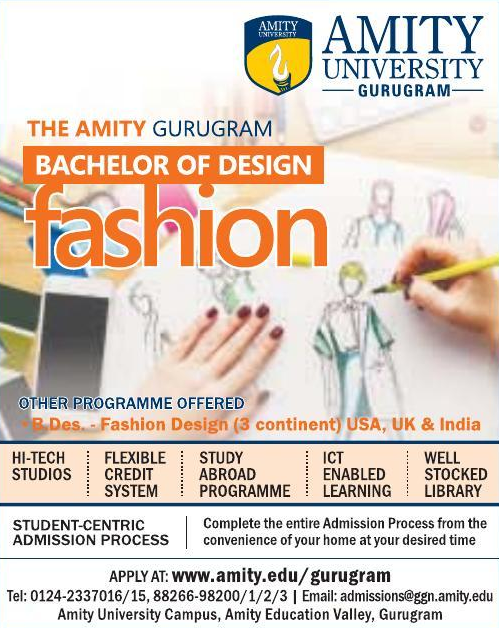 AMITY
UNIVERSITY
AMITY
UNIVERSITY
GURUGRAM
THE AMITY GURUGRAM
BACHELOR OF DESIGN
fashion
OTHER PROGRAMME OFFERED
• B.Des. - Fashion Design (3 continent) USA, UK & India
HI-TECH
STUDIOS
FLEXIBLE
CREDIT
SYSTEM
STUDY
ABROAD
PROGRAMME
ICT
ENABLED
LEARNING
WELL
STOCKED
LIBRARY
STUDENT-CENTRIC
ADMISSION PROCESS
Complete the entire Admission Process from the
convenience of your home at your desired time
APPLY AT: www.amity.edu/gurugram
Tel: 0124-2337016/15, 88266-98200/1/2/3 | Email: admissions@ggn.amity.edu
Amity University Campus, Amity Education Valley, Gurugram